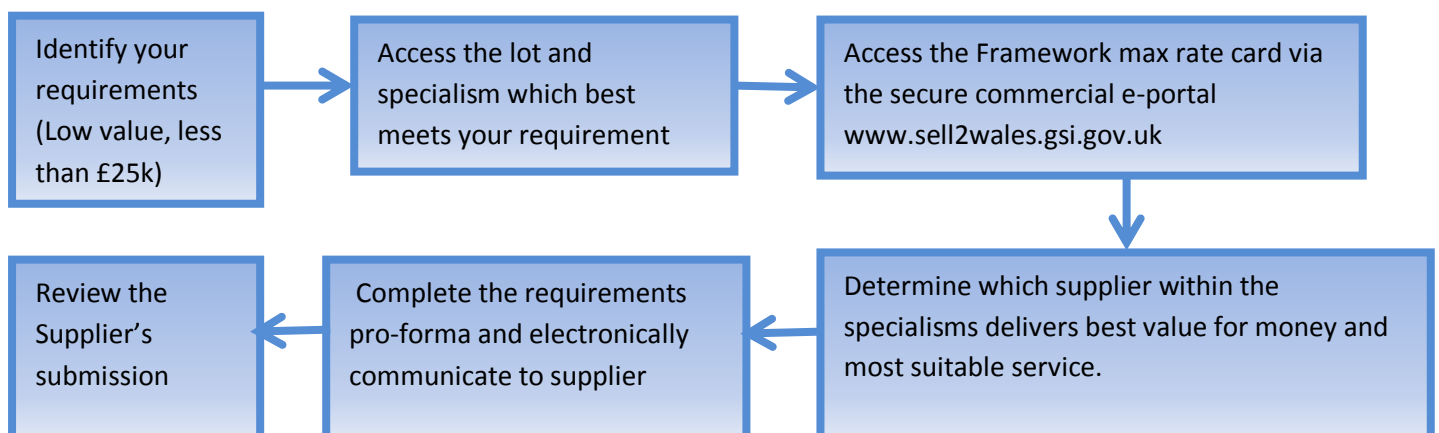 Identify your
requirements
(Low value, less
than £25k)
Access the lot and
specialism which best
meets your requirement
Access the Framework max rate card via
the secure commercial e-portal
www.sell2wales.gsi.gov.uk
Determine which supplier within the
specialisms delivers best value for money and
most suitable service.
Complete the requirements
pro-forma and electronically
communicate to supplier
Review the
Supplier’s
submission